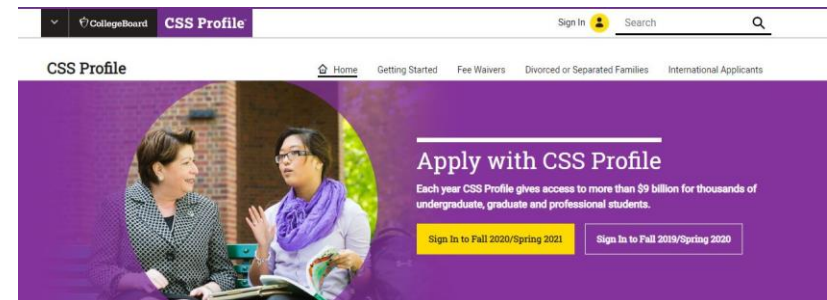 CollegeBoard CSS Profile
Sign In Search
CSS Profile
Home Getting Started Fee Waivers Divorced or Separated Families International Applicants
Apply with CSS Profile
Each year CSS Profile gives access to more than $9 billion for thousands of
undergraduate, graduate and professional students.
Sign In to Fall 2020/Spring 2021 Sign In to Fall 2019/Spring 2020